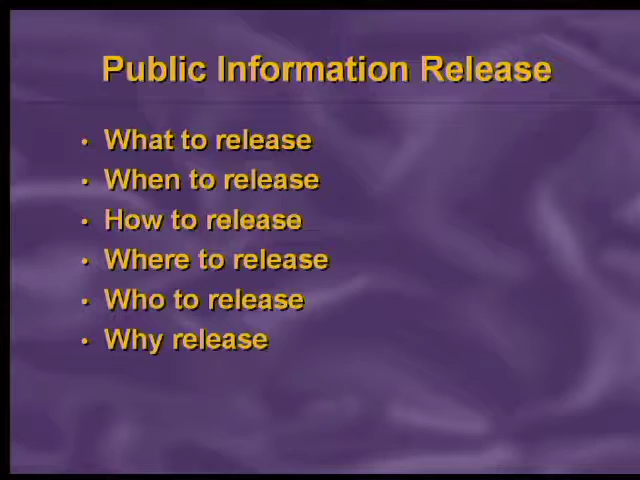 Public Information Release
• What to release
• When to release
• How to release
• Where to release
• Who to release
• Why release